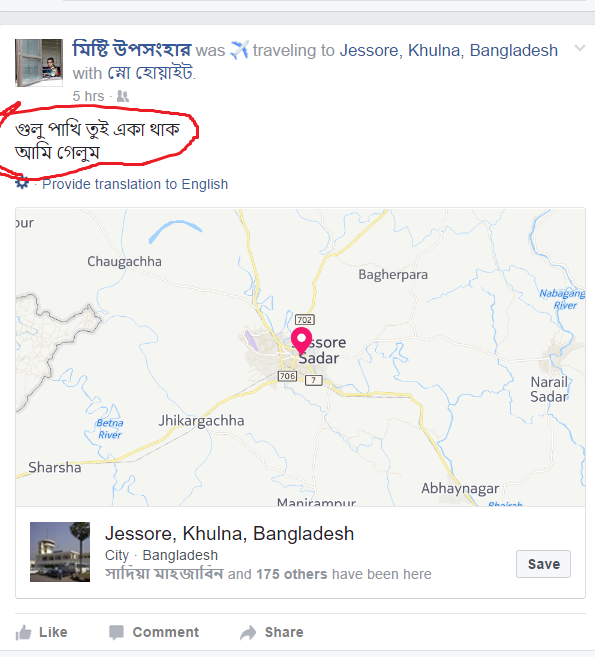 মিষ্টি উপসংহার was traveling to Jessore, Khulna, Bangladesh
with স্নো হোয়াইট.
5 hrs ·
গুলু পাখি তুই একা থাক
আমি গেলুম
· Provide translation to English
pur
Chaugachha
Bagherpara
Nabagang
River
702
Jessore
Sadar
706
7
Narail
Sadar
Betna
River
Jhikargachha
Sharsha
Abhaynagar
Manirampur
Bhairab
Jessore, Khulna, Bangladesh
City · Bangladesh
সাদিয়া মাহজাবিন and 175 others have been here
Save
Like Comment Share